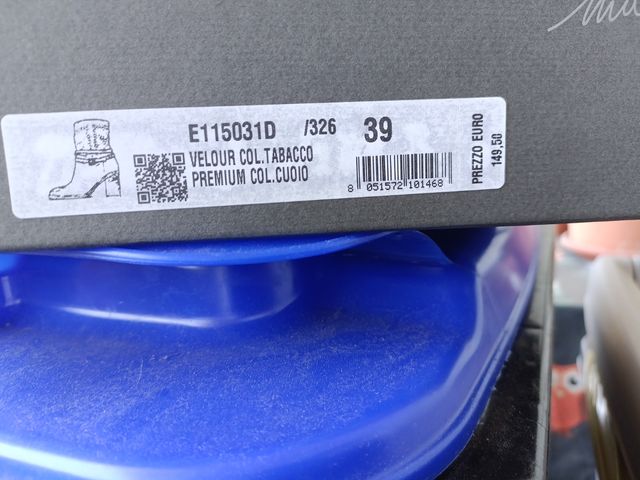 E115031D /326 39
VELOUR COL.TABACCO
PREMIUM COL.CUOIO
8 051572 101468
PREZZO EURO
149,50